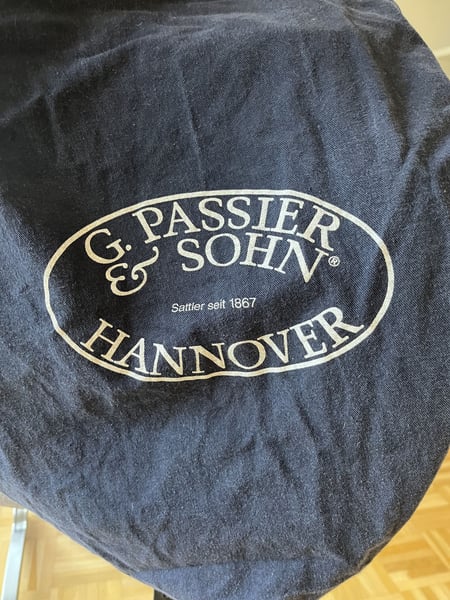 G. PASSIER
& SOHN®
Sattler seit 1867
HANNOVER